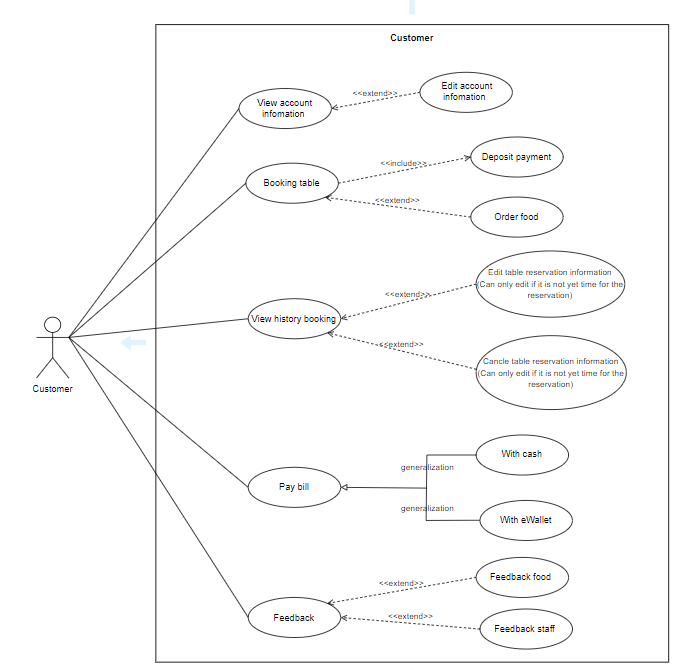 Customer
Edit account
infomation
<<extend>>
View account
infomation
Deposit payment
<<include>>
Booking table
<<extend>>
Order food
Edit table reservation information
(Can only edit if it is not yet time for the
reservation)
<<extend>>
View history booking
<<extend>>
Cancle table reservation information
(Can only edit if it is not yet time for the
reservation)
Customer
With cash
generalization
Pay bill
generalization
With eWallet
Feedback food
<<extend>>
Feedback
<<extend>>
Feedback staff